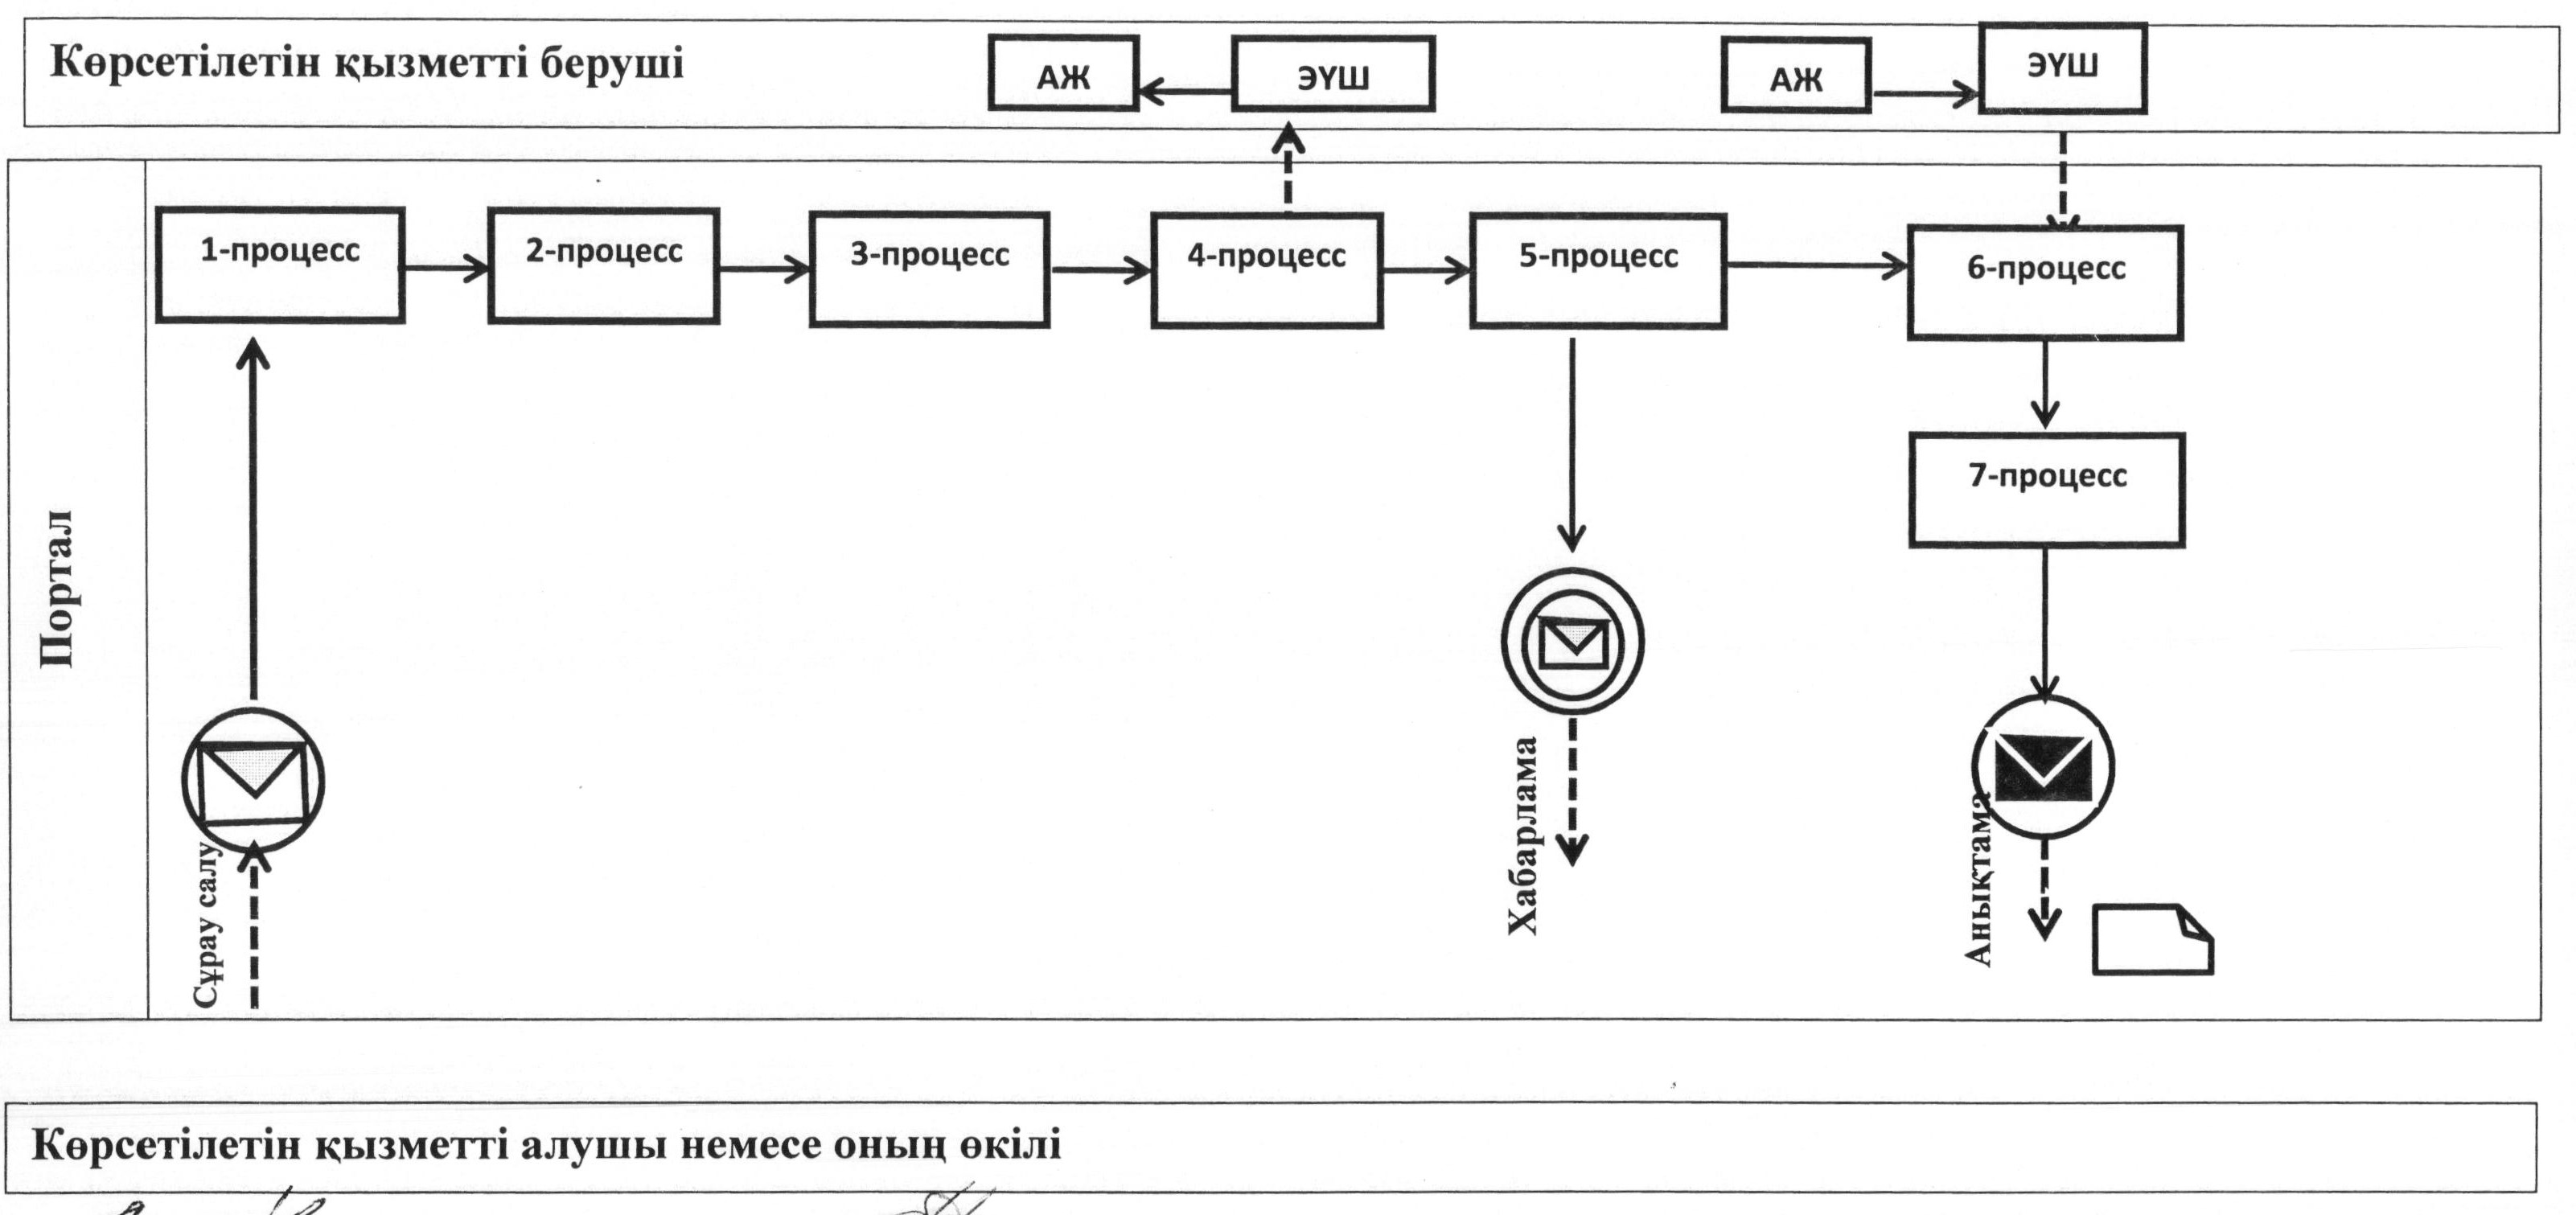 Көрсетілетін қызметті беруші
АЖ
ЭҮШ
АЖ
ЭҮШ
Портал
1-процесс
2-процесс
3-процесс
4-процесс
5-процесс
6-процесс
7-процесс
Сұрау салу
Хабарлама
Анықтама
Көрсетілетін қызметті алушы немесе оның өкілі